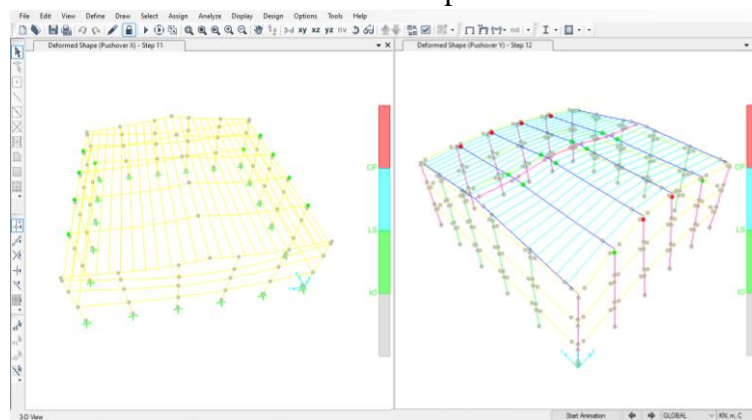 File Edit View Define Draw Select Assign Analyze Display Design Options Tools Help
3-d xy xz yz nv
nd
Deformed Shape (Pushover X) - Step 11
Deformed Shape (Pushover Y) - Step 12
CP
LS
IO
CP
LS
IO
3-D View
Start Animation
GLOBAL
KN, m, C